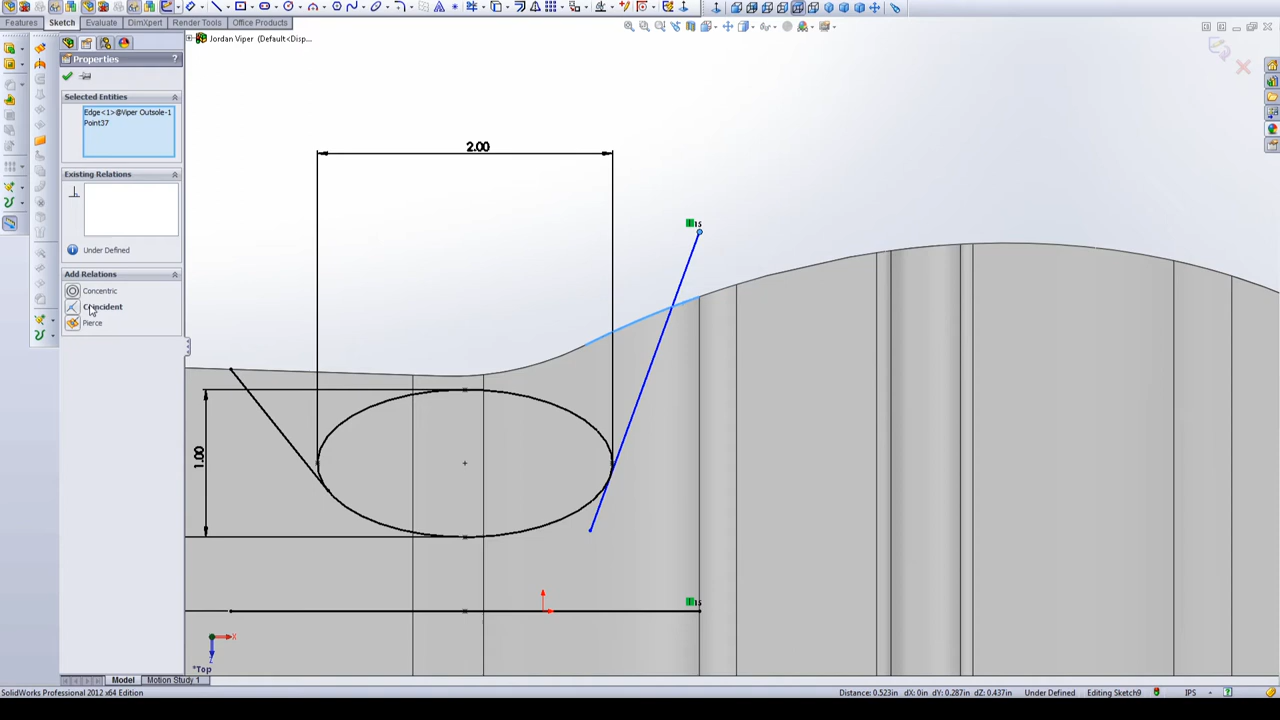 Features
Sketch
Evaluate
DimXpert
Render Tools
Office Products
Jordan Viper (Default<Disp...
Properties
?
Selected Entities
Edge<1>@Viper Outsole-1
Point37
Existing Relations
Under Defined
Add Relations
Concentric
Coincident
Pierce
2.00
15
1.00
15
X
Z
*Top
Model
Motion Study 1
SolidWorks Professional 2012 x64 Edition
Distance: 0.523in dX: 0in dY: 0.287in dZ: 0.437in
Under Defined
Editing Sketch9
IPS
?